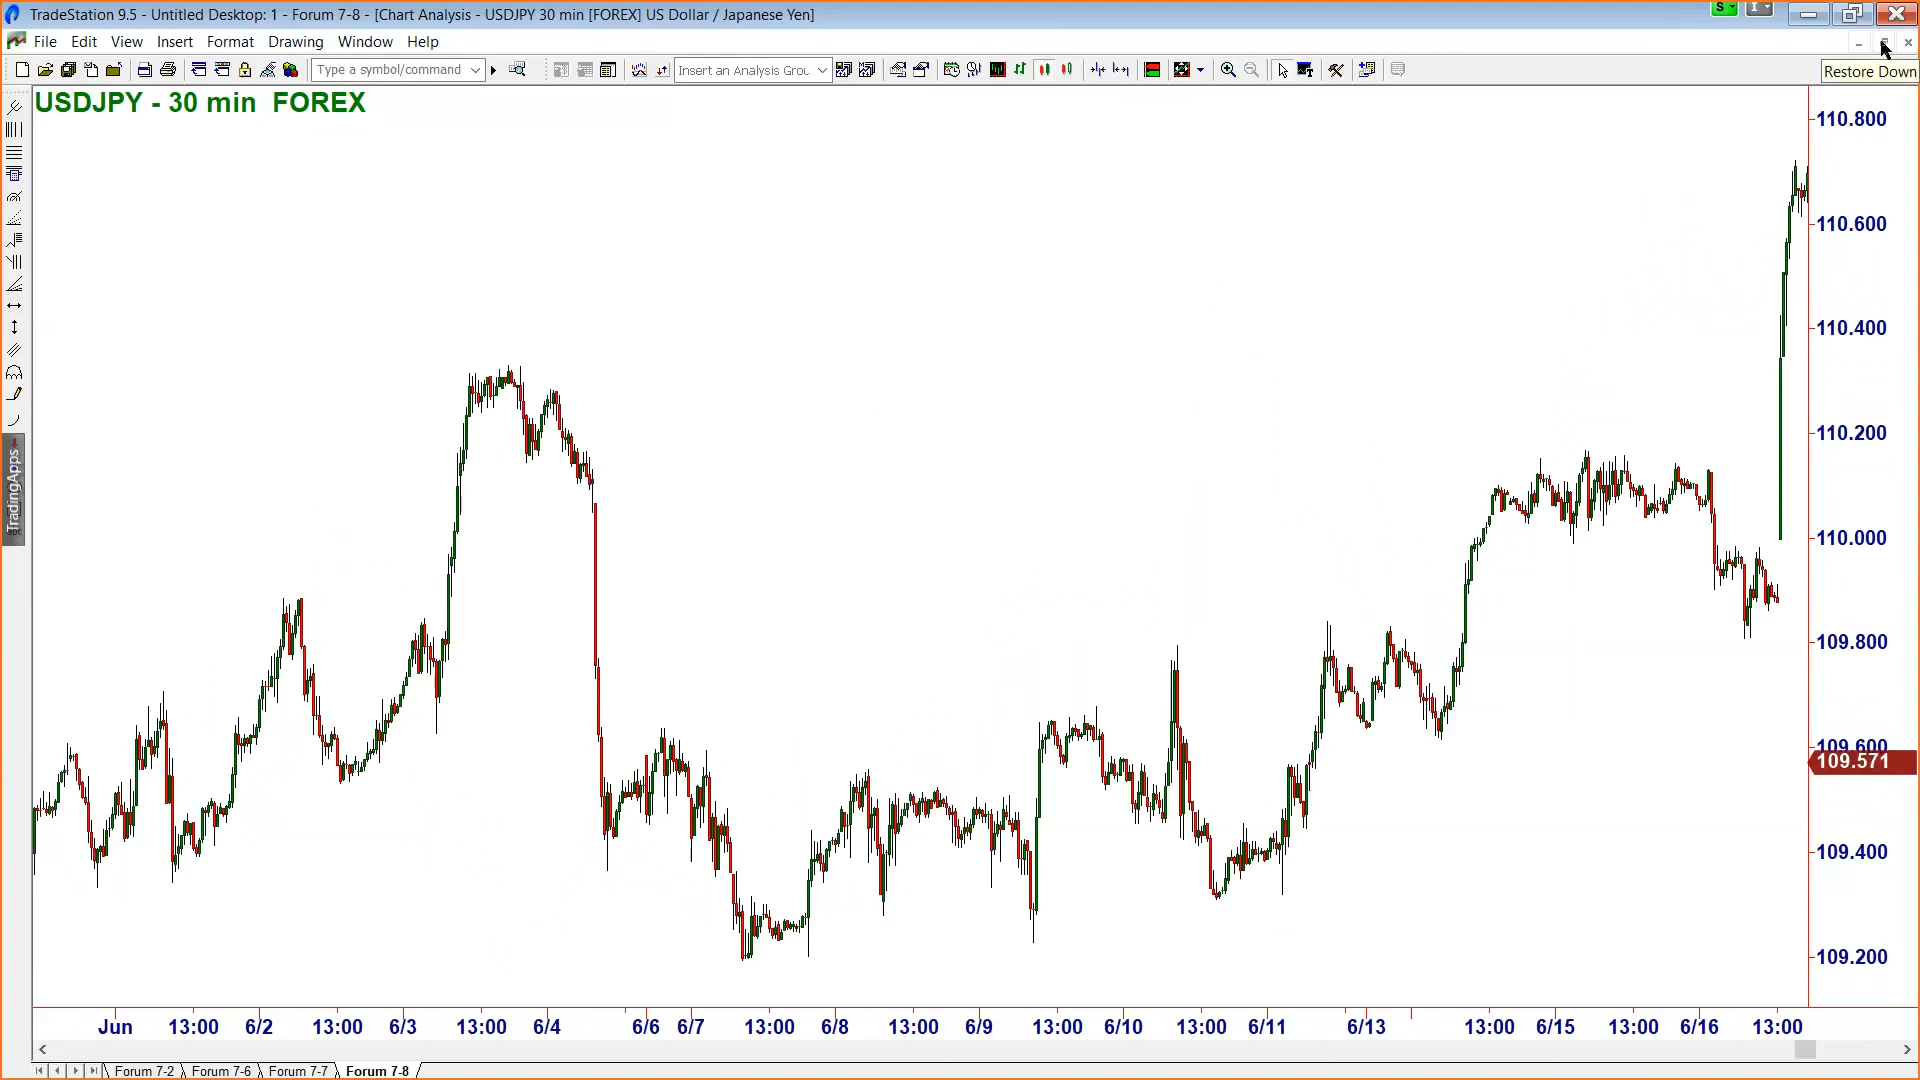 TradeStation 9.5 - Untitled Desktop: 1 - Forum 7-8 - [Chart Analysis - USDJPY 30 min [FOREX] US Dollar / Japanese Yen]
S
I
File Edit View Insert Format Drawing Window Help
Type a symbol/command
Insert an Analysis Grou
Restore Down
USDJPY - 30 min FOREX
TradingApps
110.800
110.600
110.400
110.200
110.000
109.800
109.600
109.571
109.400
109.200
Jun 13:00 6/2 13:00 6/3 13:00 6/4 6/6 6/7 13:00 6/8 13:00 6/9 13:00 6/10 13:00 6/11 6/13 13:00 6/15 13:00 6/16 13:00
Forum 7-2 Forum 7-6 Forum 7-7 Forum 7-8